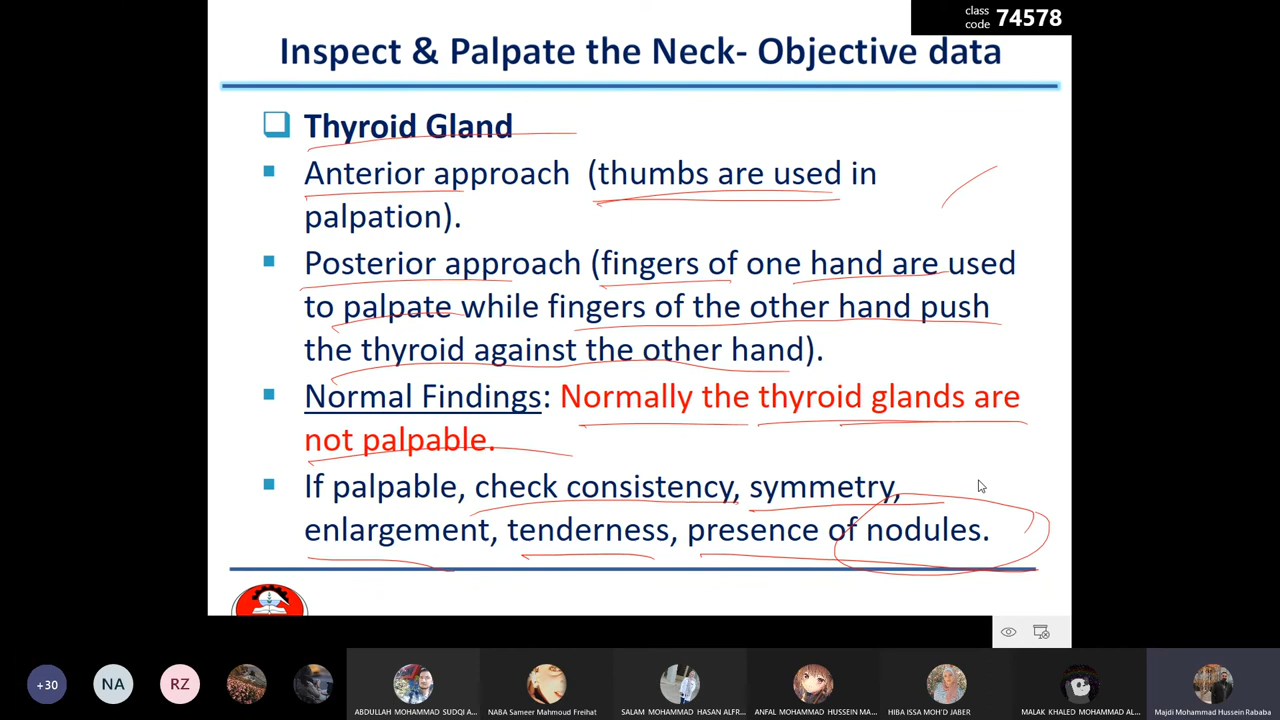 class
code 74578
Inspect & Palpate the Neck- Objective data
Thyroid Gland
Anterior approach (thumbs are used in
palpation).
Posterior approach (fingers of one hand are used
to palpate while fingers of the other hand push
the thyroid against the other hand).
Normal Findings: Normally the thyroid glands are
not palpable.
If palpable, check consistency, symmetry,
enlargement, tenderness, presence of nodules.
+30
NA
RZ
ABDULLAH MOHAMMAD SUDQI A...
NABA Sameer Mahmoud Freihat
SALAM MOHAMMAD HASAN ALFR...
ANFAL MOHAMMAD HUSSEIN MA...
HIBA ISSA MOH'D JABER
MALAK KHALED MOHAMMAD AL...
Majdi Mohammad Hussein Rababa